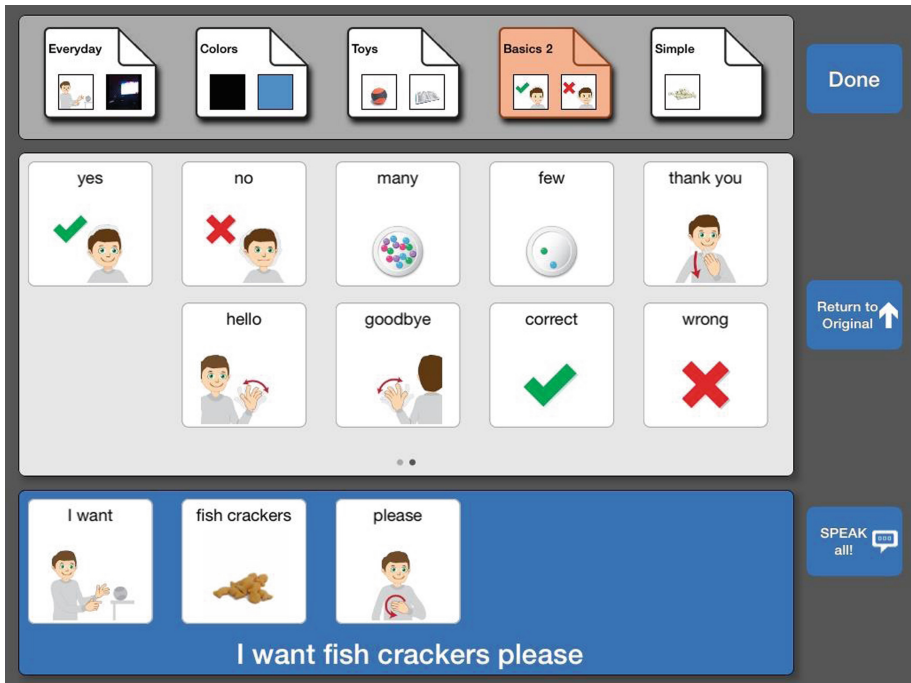 Everyday
Colors
Toys
Basics 2
Simple
Done
yes
no
many
few
thank you
hello
goodbye
correct
wrong
Return to
Original
I want
fish crackers
please
SPEAK
all!
I want fish crackers please